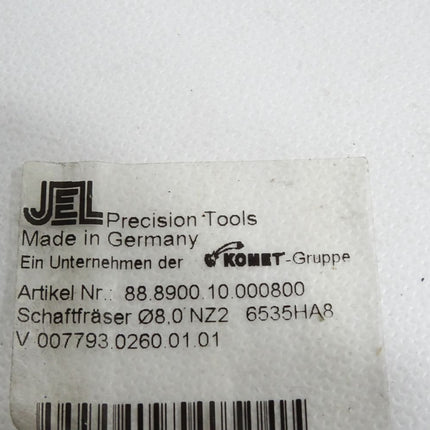 JEL Precision Tools
Made in Germany
Ein Unternehmen der KOMET-Gruppe
Artikel Nr.: 88.8900.10.000800
Schaftfräser Ø8,0 NZ2 6535HA8
V 007793.0260.01.01